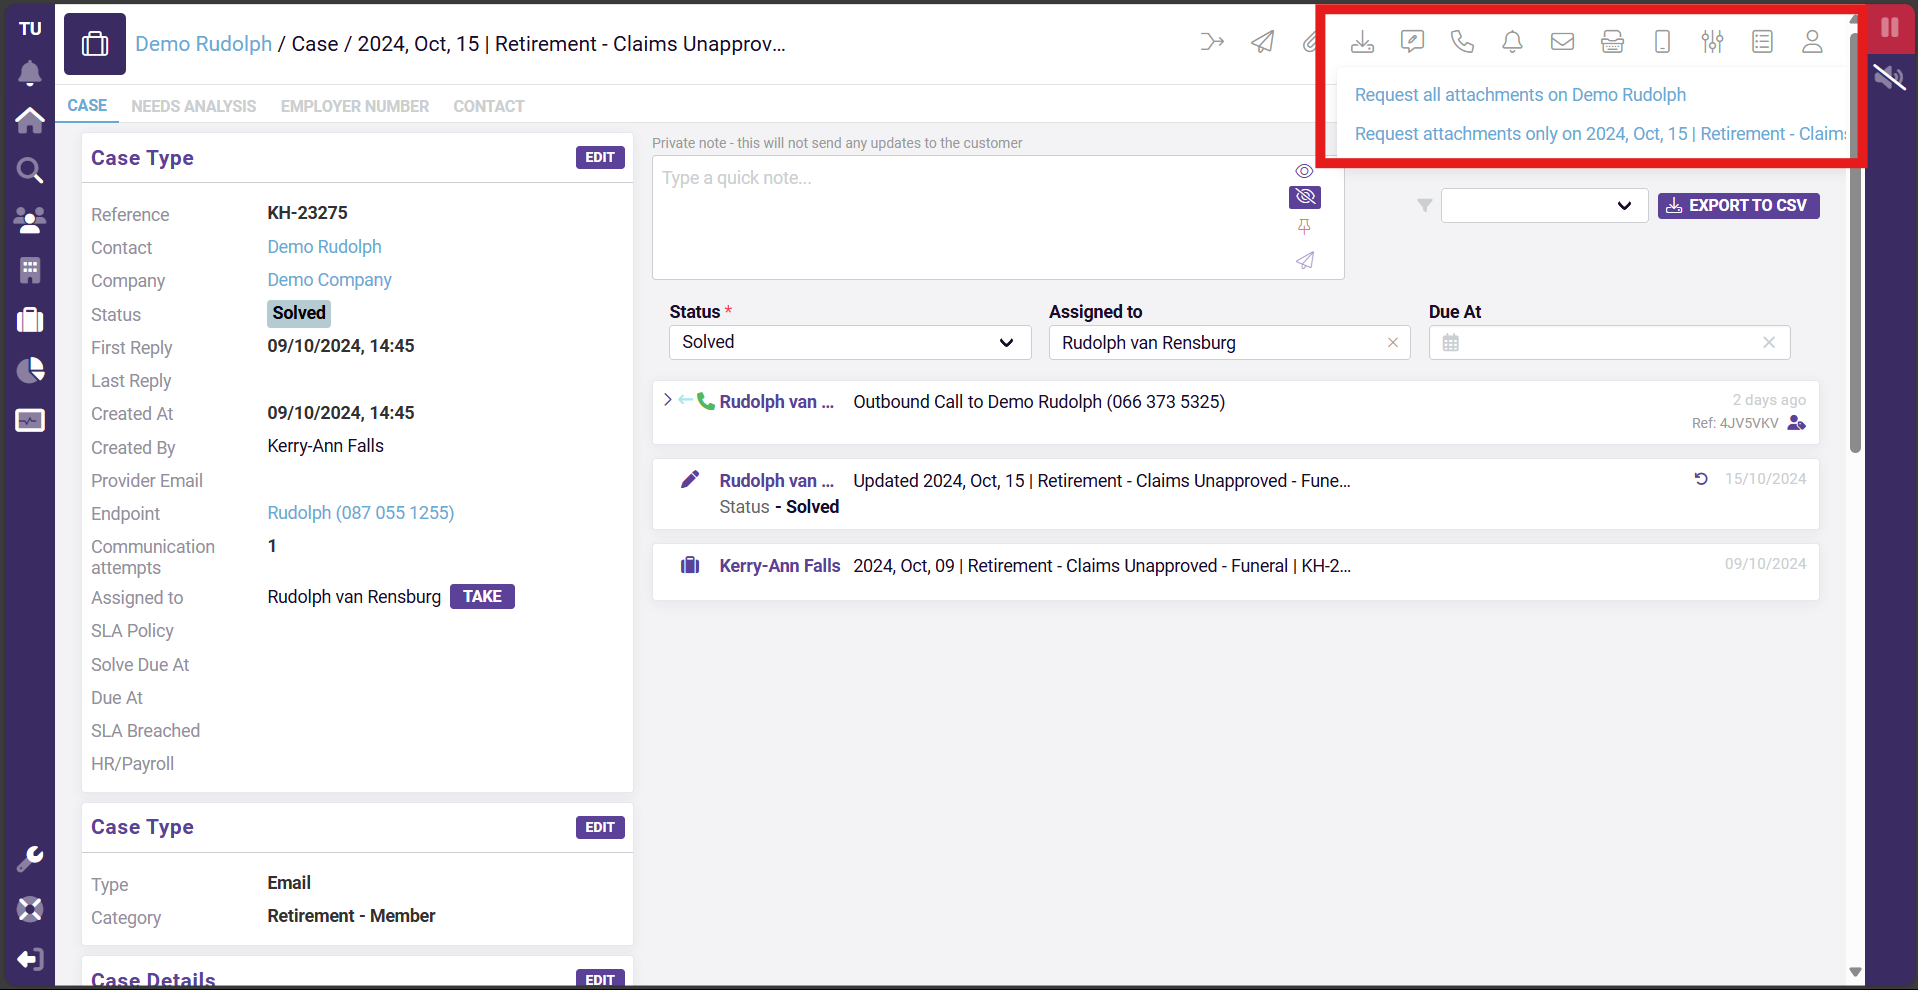 TU
Demo Rudolph / Case / 2024, Oct, 15 | Retirement - Claims Unapprov...
CASE NEEDS ANALYSIS EMPLOYER NUMBER CONTACT
Request all attachments on Demo Rudolph
Request attachments only on 2024, Oct, 15 | Retirement - Claims
Case Type EDIT
Reference KH-23275
Contact Demo Rudolph
Company Demo Company
Status Solved
First Reply 09/10/2024, 14:45
Last Reply
Created At 09/10/2024, 14:45
Created By Kerry-Ann Falls
Provider Email
Endpoint Rudolph (087 055 1255)
Communication attempts 1
Assigned to Rudolph van Rensburg TAKE
SLA Policy
Solve Due At
Due At
SLA Breached
HR/Payroll
Case Type EDIT
Type Email
Category Retirement - Member
Case Details EDIT
Private note - this will not send any updates to the customer
Type a quick note...
EXPORT TO CSV
Status * Assigned to Due At
Solved Rudolph van Rensburg
Rudolph van ... Outbound Call to Demo Rudolph (066 373 5325) 2 days ago
Ref: 4JV5VKV
Rudolph van ... Updated 2024, Oct, 15 | Retirement - Claims Unapproved - Fune... 15/10/2024
Status - Solved
Kerry-Ann Falls 2024, Oct, 09 | Retirement - Claims Unapproved - Funeral | KH-2... 09/10/2024